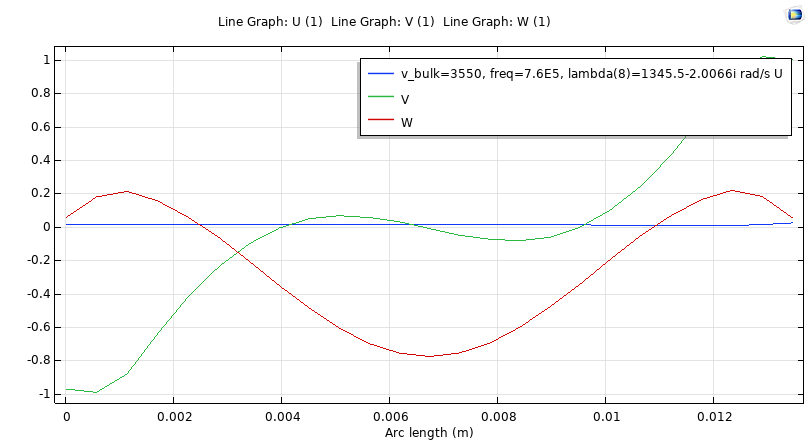 Line Graph: U (1) Line Graph: V (1) Line Graph: W (1)
1
0.8
0.6
0.4
0.2
0
-0.2
-0.4
-0.6
-0.8
-1
v_bulk=3550, freq=7.6E5, lambda(8)=1345.5-2.0066i rad/s U
V
W
0 0.002 0.004 0.006 0.008 0.01 0.012
Arc length (m)